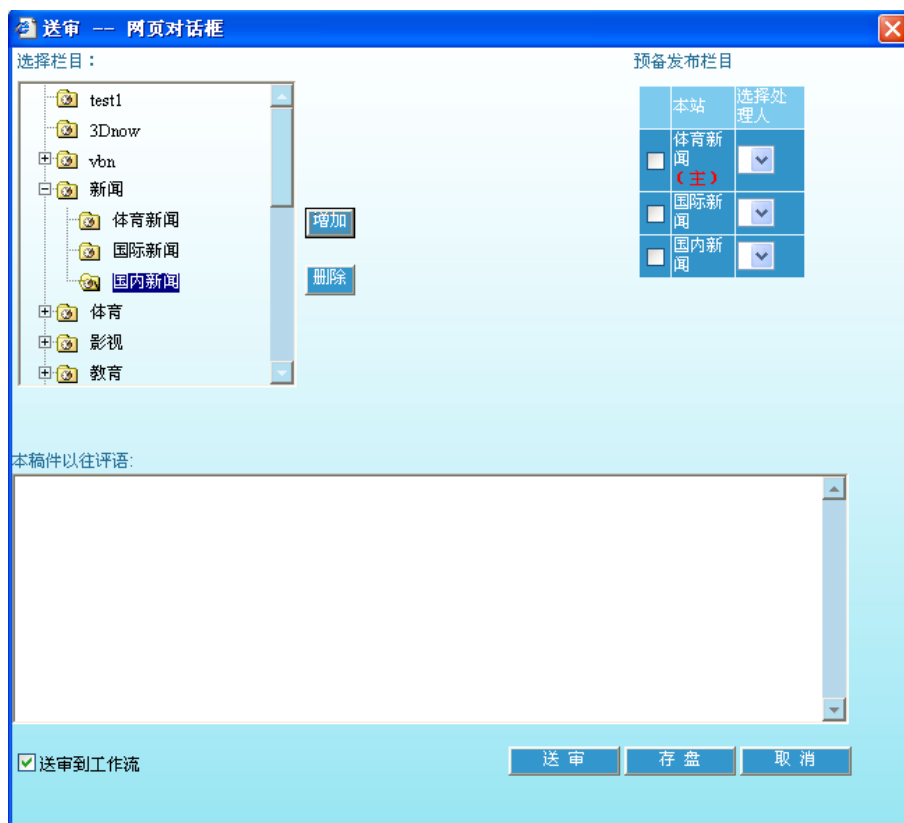 送审 -- 网页对话框
选择栏目：
test1
3Dnow
vbn
新闻
体育新闻
国际新闻
国内新闻
体育
影视
教育
增加
删除
预备发布栏目
本站
选择处
理人
体育新
闻
（主）
国际新
闻
国内新
闻
本稿件以往评语:
送审到工作流
送 审
存 盘
取 消